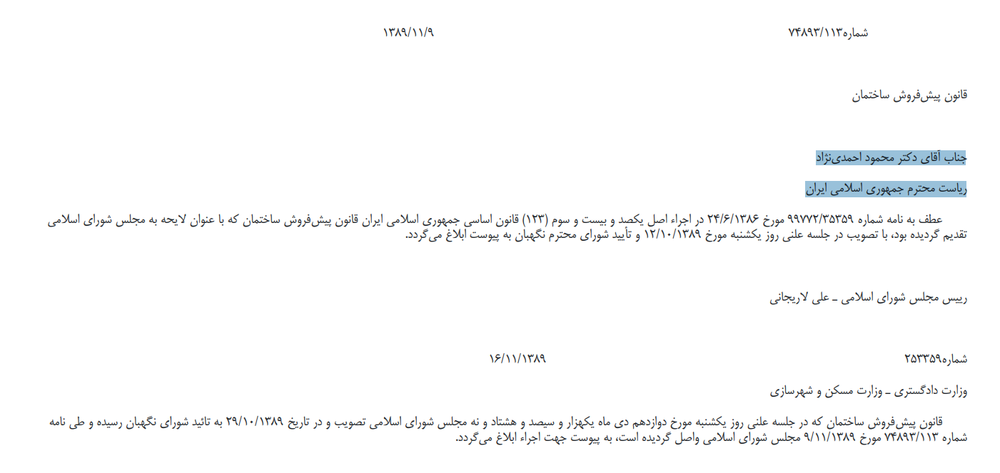 شماره۷۴۸۹۳/۱۱۳ ۱۳۸۹/۱۱/۹
قانون پیش‌فروش ساختمان
جناب آقای دکتر محمود احمدی‌نژاد
ریاست محترم جمهوری اسلامی ایران
عطف به نامه شماره ۹۹۷۷۲/۳۵۳۵۹ مورخ ۲۴/۶/۱۳۸۶ در اجراء اصل یکصد و بیست و سوم (۱۲۳) قانون اساسی جمهوری اسلامی ایران قانون پیش‌فروش ساختمان که با عنوان لایحه به مجلس شورای اسلامی
تقدیم گردیده بود، با تصویب در جلسه علنی روز یکشنبه مورخ ۱۲/۱۰/۱۳۸۹ و تأیید شورای محترم نگهبان به پیوست ابلاغ می‌گردد.
رییس مجلس شورای اسلامی ـ علی لاریجانی
شماره۲۵۳۳۵۹ ۱۶/۱۱/۱۳۸۹
وزارت دادگستری ـ وزارت مسکن و شهرسازی
قانون پیش‌فروش ساختمان که در جلسه علنی روز یکشنبه مورخ دوازدهم دی ماه یکهزار و سیصد و هشتاد و نه مجلس شورای اسلامی تصویب و در تاریخ ۲۹/۱۰/۱۳۸۹ به تائید شورای نگهبان رسیده و طی نامه
شماره ۷۴۸۹۳/۱۱۳ مورخ ۹/۱۱/۱۳۸۹ مجلس شورای اسلامی واصل گردیده است، به پیوست جهت اجراء ابلاغ می‌گردد.